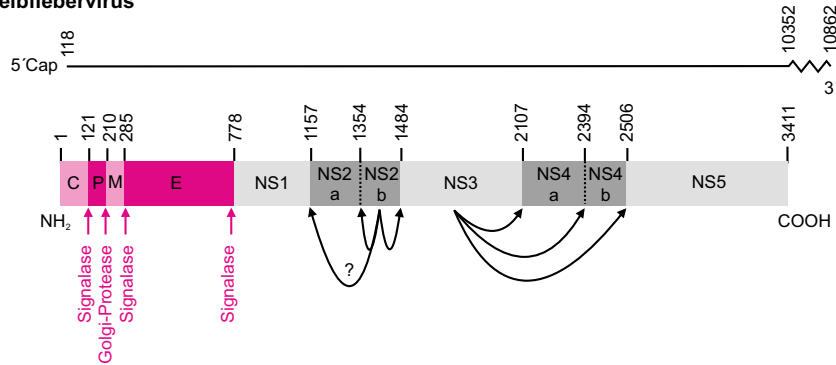 elbfiebervirus
118
10352
10862
5´Cap
3
1
121
210
285
778
1157
1354
1484
2107
2394
2506
3411
C
P
M
E
NS1
NS2
a
NS2
b
NS3
NS4
a
NS4
b
NS5
NH₂
COOH
?
Signalase
Golgi-Protease
Signalase
Signalase